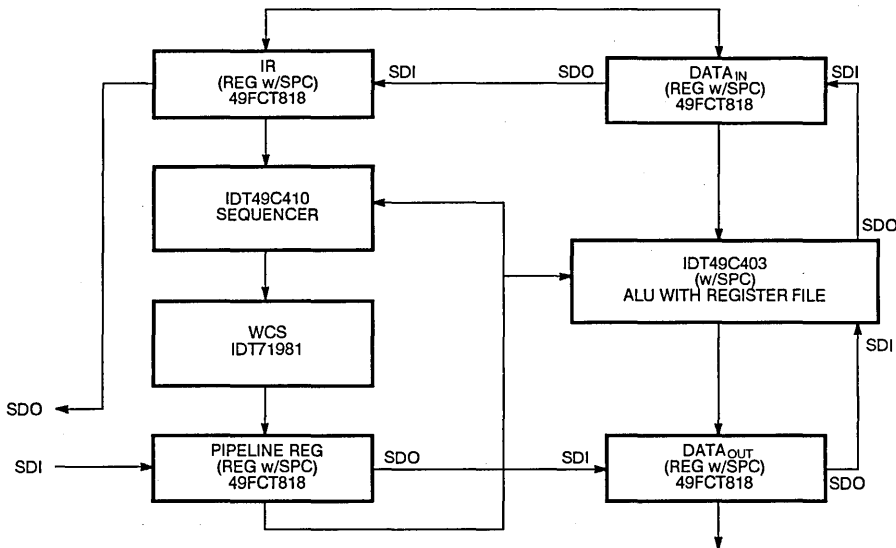 IR
(REG w/SPC)
49FCT818
SDI
SDO
DATAIN
(REG w/SPC)
49FCT818
SDI
IDT49C410
SEQUENCER
SDO
IDT49C403
(w/SPC)
ALU WITH REGISTER FILE
WCS
IDT71981
SDI
SDO
SDI
PIPELINE REG
(REG w/SPC)
49FCT818
SDO
SDI
DATAOUT
(REG w/SPC)
49FCT818
SDO